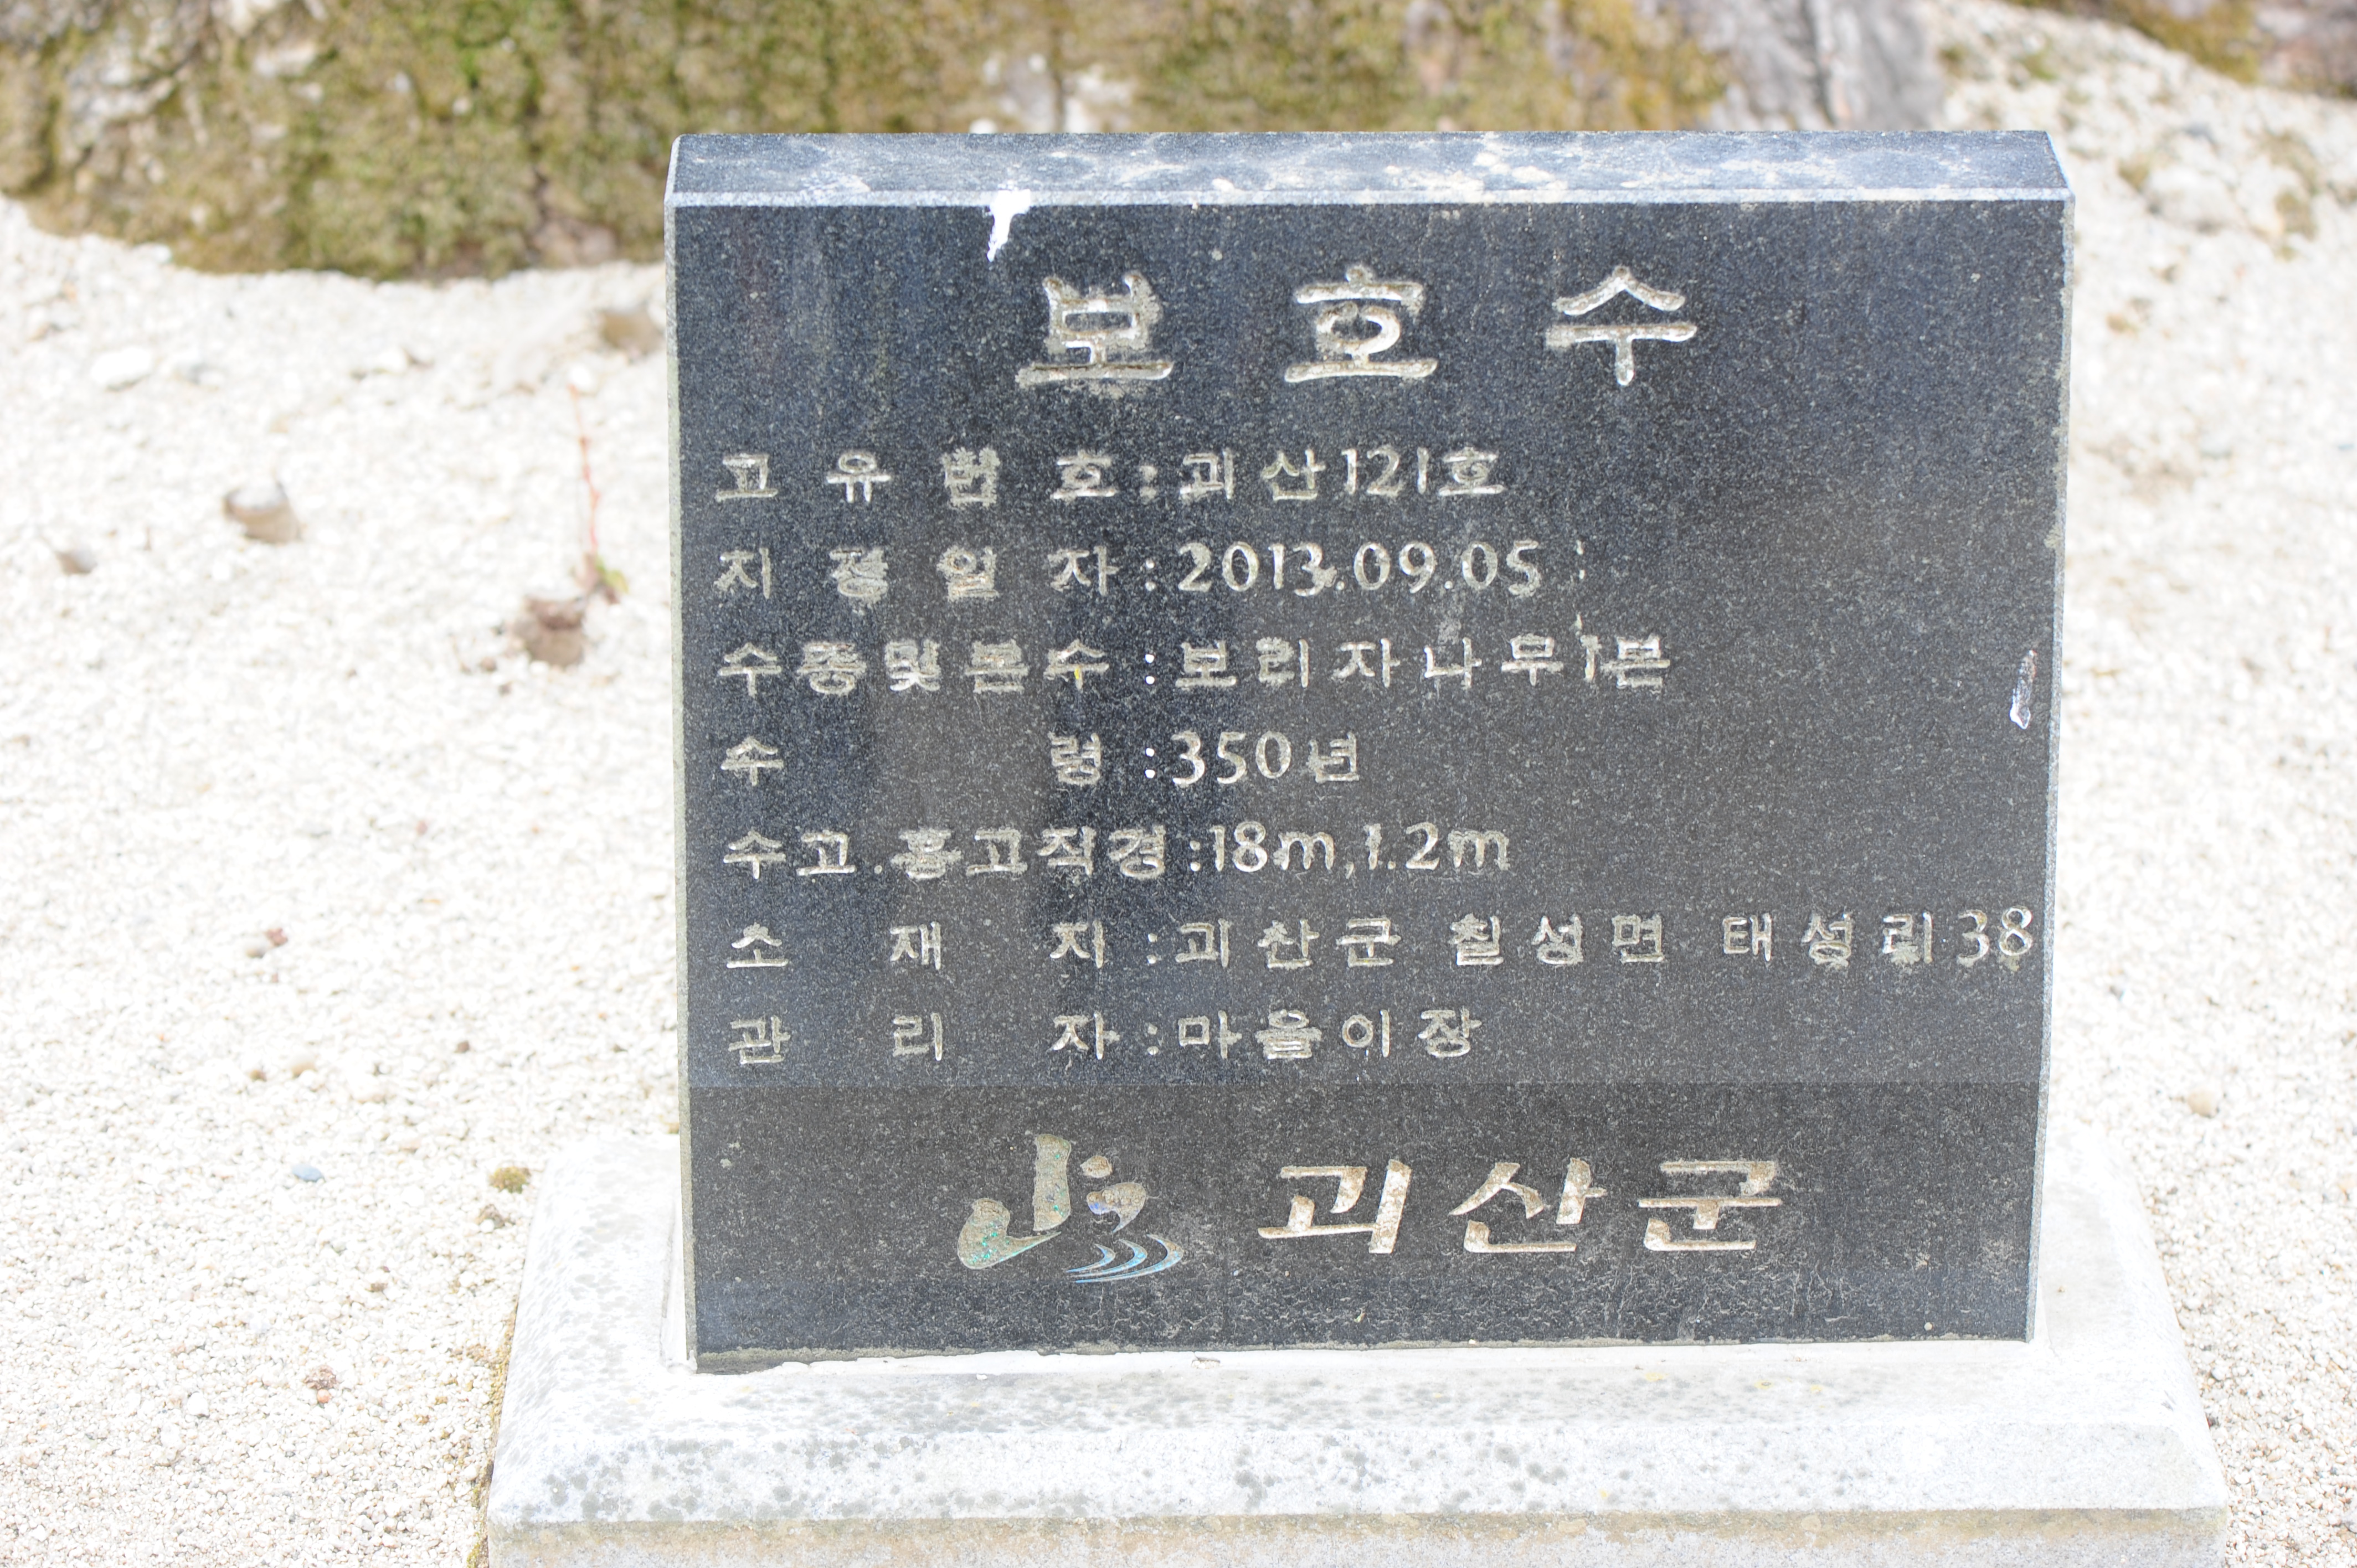 보 호 수
고 유 번 호 : 괴산121호
지 정 일 자 : 2013.09.05
수종및본수 : 보리자나무1본
수 령 : 350년
수고.흉고직경 : 18m, 1.2m
소 재 지 : 괴산군 칠성면 태성리38
관 리 자 : 마을이장
괴산군